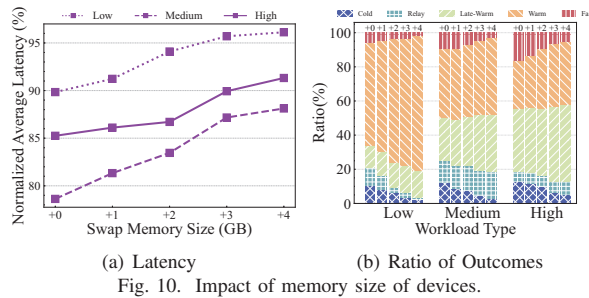 Low Medium High
Normalized Average Latency (%)
+95
90
85
80
+0 +1 +2 +3 +4
Swap Memory Size (GB)
Cold Relay Late-Warm Warm Fa
Ratio(%)
100
80
60
40
20
0
+0 +1 +2 +3 +4 +0 +1 +2 +3 +4 +0 +1 +2 +3 +4
Low Medium High
Workload Type
(a) Latency (b) Ratio of Outcomes
Fig. 10. Impact of memory size of devices.